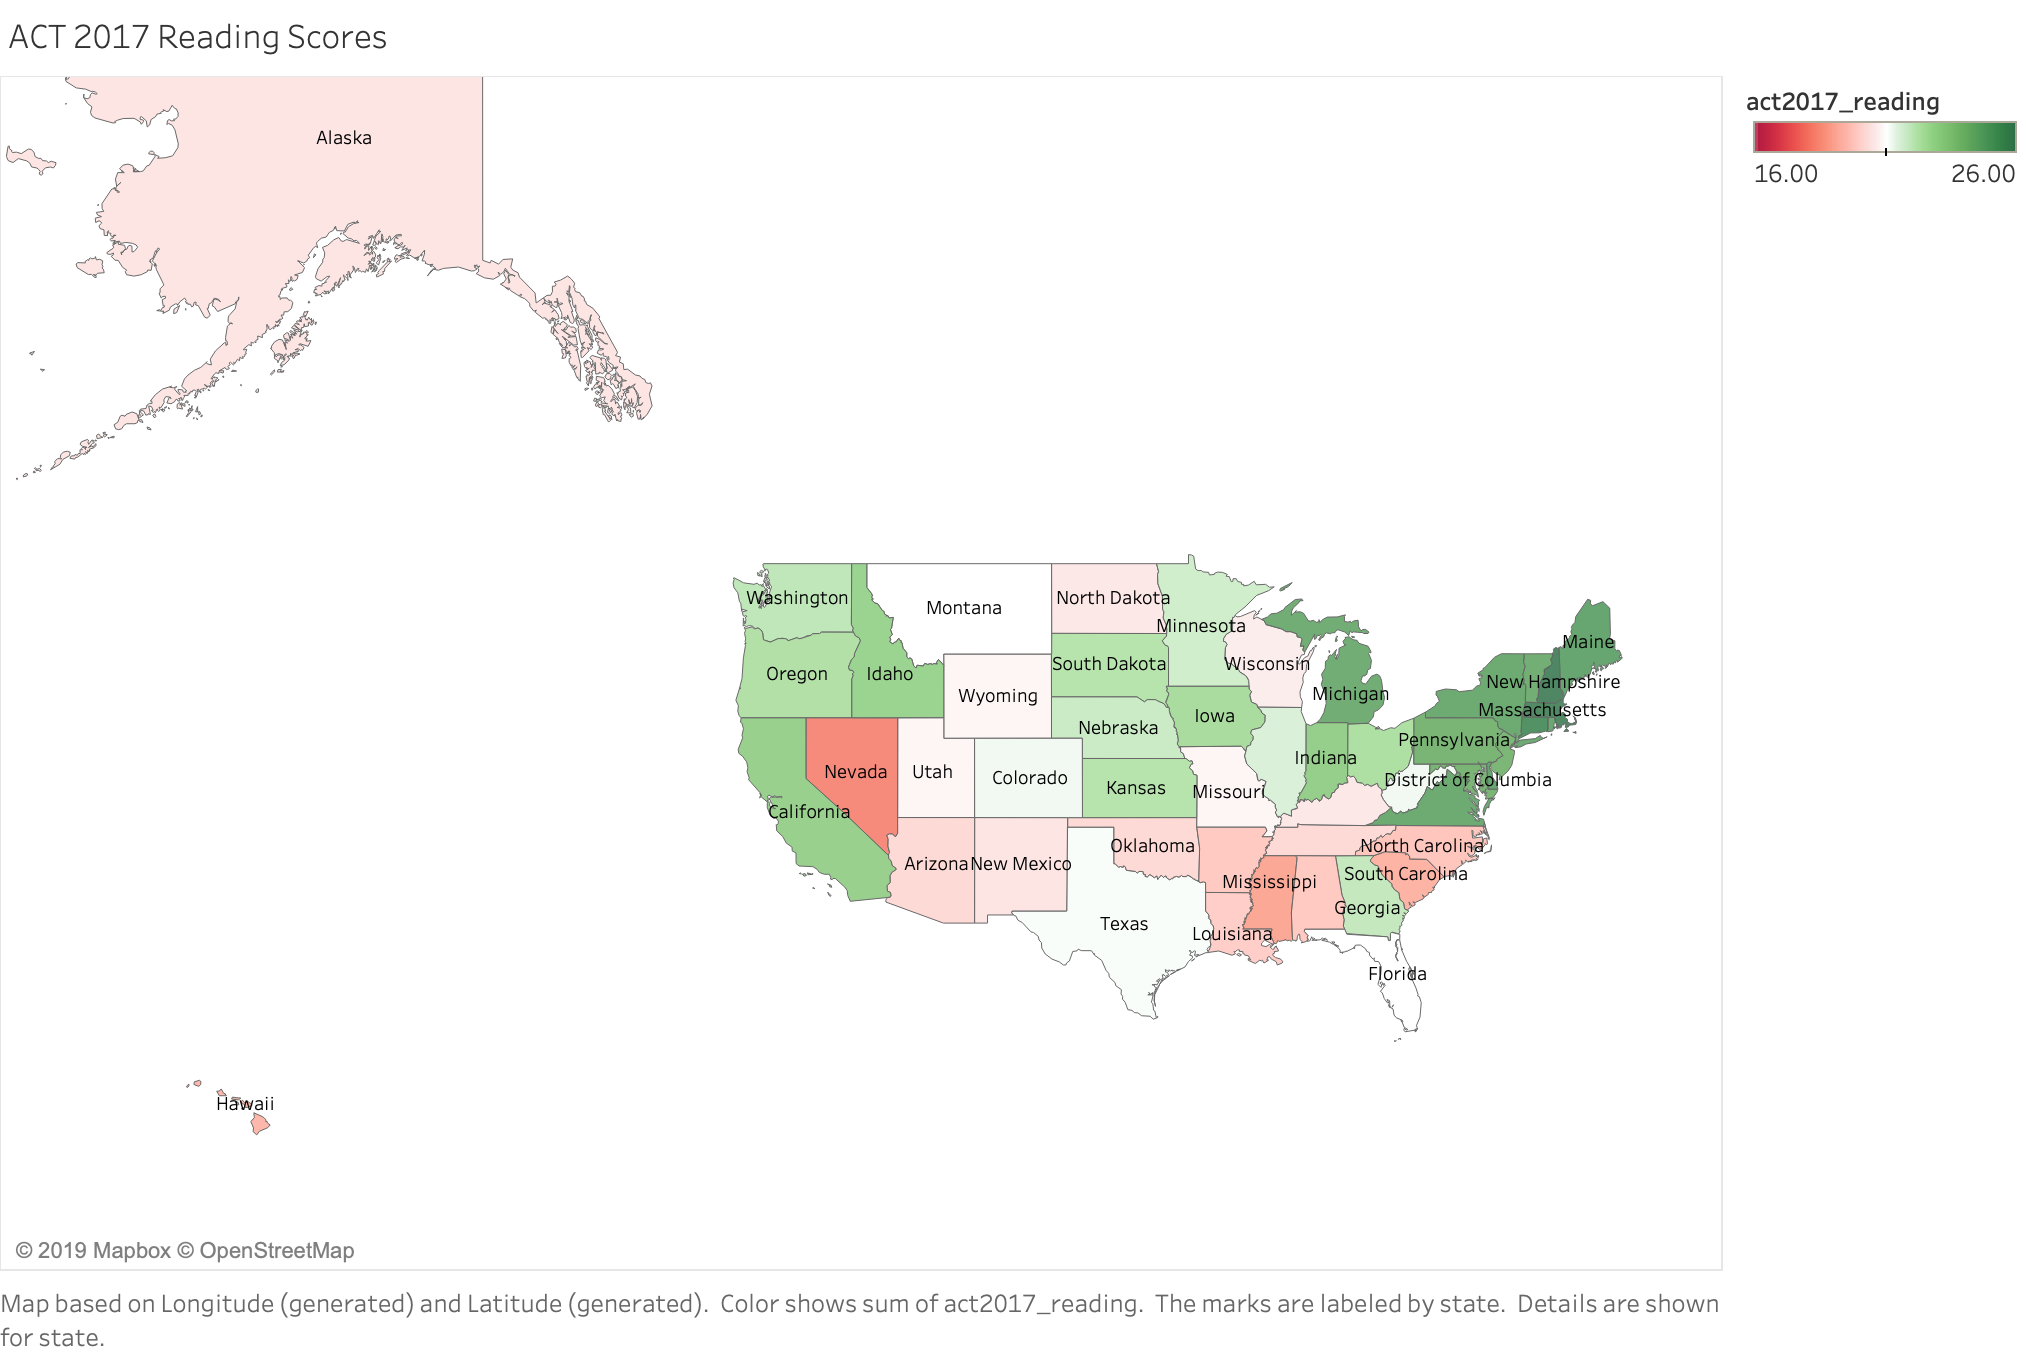 ACT 2017 Reading Scores
act2017_reading
16.00
26.00
Alaska
Washington
Montana
North Dakota
Minnesota
Maine
Oregon
Idaho
South Dakota
Wisconsin
Michigan
New Hampshire
Wyoming
Iowa
Massachusetts
Nebraska
Pennsylvania
Nevada
Utah
Colorado
Kansas
Missouri
Indiana
District of Columbia
California
Arizona
New Mexico
Oklahoma
North Carolina
Mississippi
South Carolina
Georgia
Texas
Louisiana
Florida
Hawaii
© 2019 Mapbox © OpenStreetMap
Map based on Longitude (generated) and Latitude (generated).  Color shows sum of act2017_reading.  The marks are labeled by state.  Details are shown
for state.